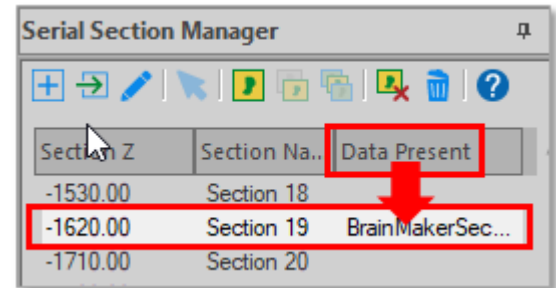 Serial Section Manager
Section Z Section Na.. Data Present
-1530.00 Section 18
-1620.00 Section 19 BrainMakerSec...
-1710.00 Section 20